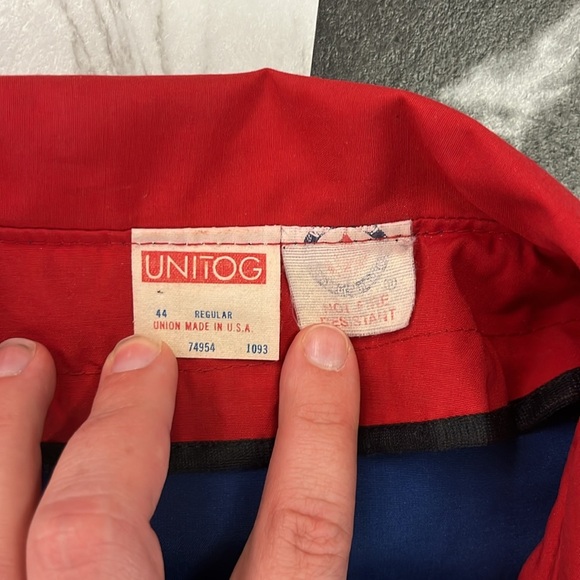 UNITOG
44 REGULAR
UNION MADE IN U.S.A.
74954 1093
NOT FIRE
RESISTANT
®